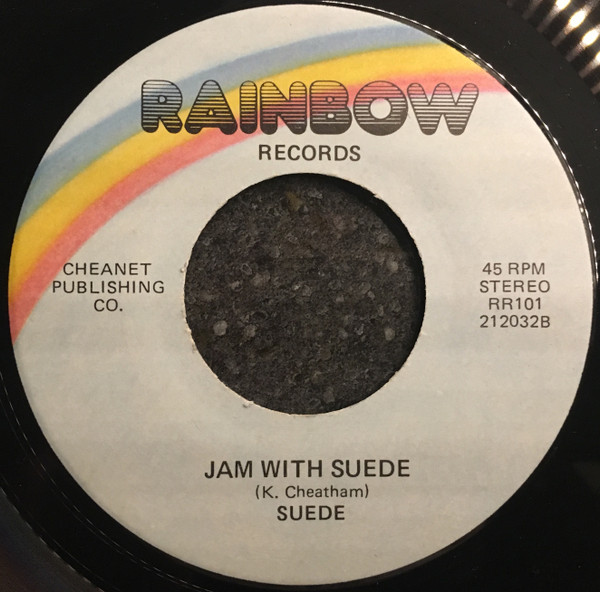 RAINBOW
RECORDS
CHEANET
PUBLISHING
CO.
45 RPM
STEREO
RR101
212032B
JAM WITH SUEDE
(K. Cheatham)
SUEDE